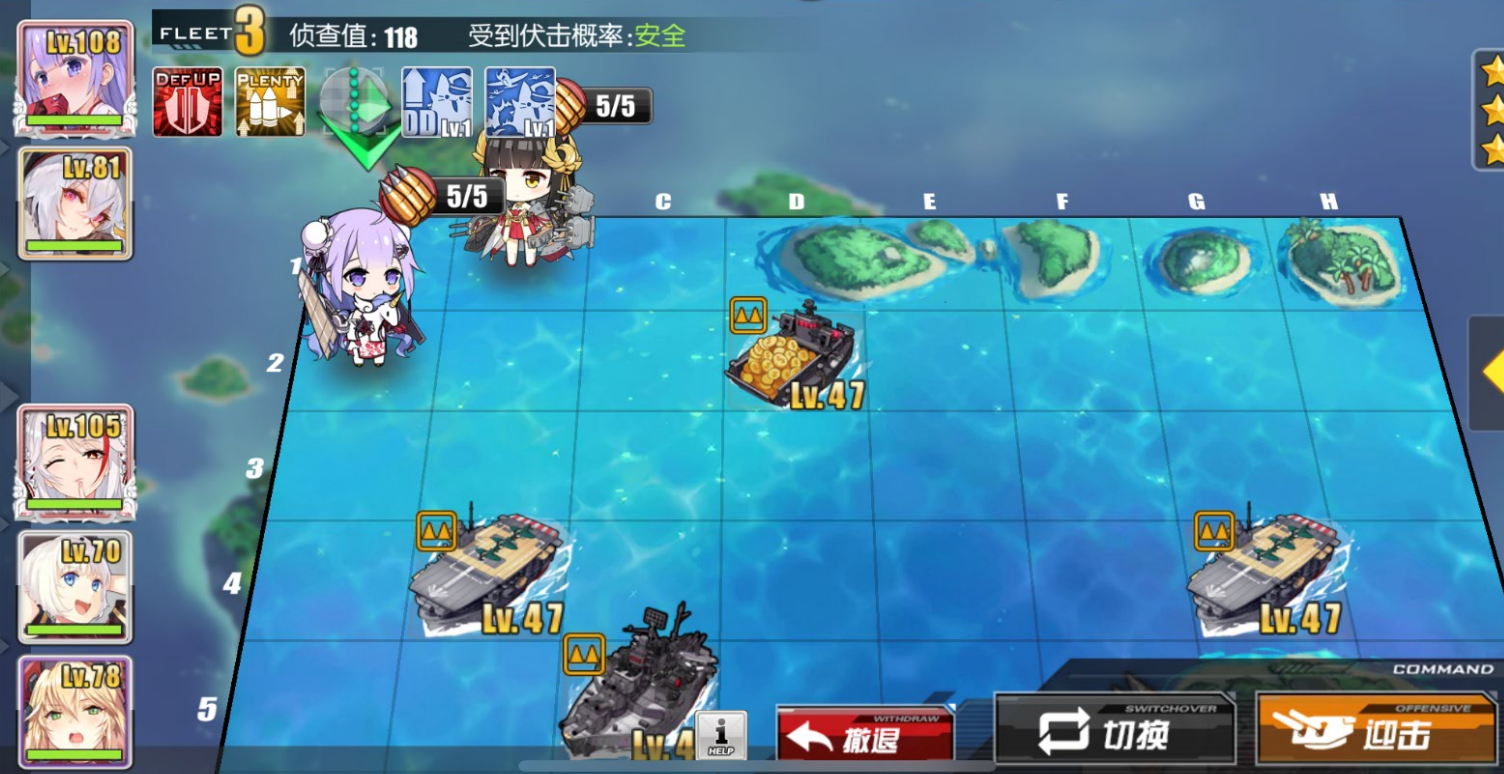 Lv.108
FLEET 3 侦查值: 118 受到伏击概率:安全
DEF UP
PLENTY
DD Lv.1
Lv.1
5/5
Lv.81
5/5
C D E F G H
1
2
Lv.47
Lv.105
3
Lv.70
4
Lv.47
Lv.47
Lv.78
5
Lv.4
i
HELP
COMMAND
WITHDRAW
撤退
SWITCHOVER
切换
OFFENSIVE
迎击